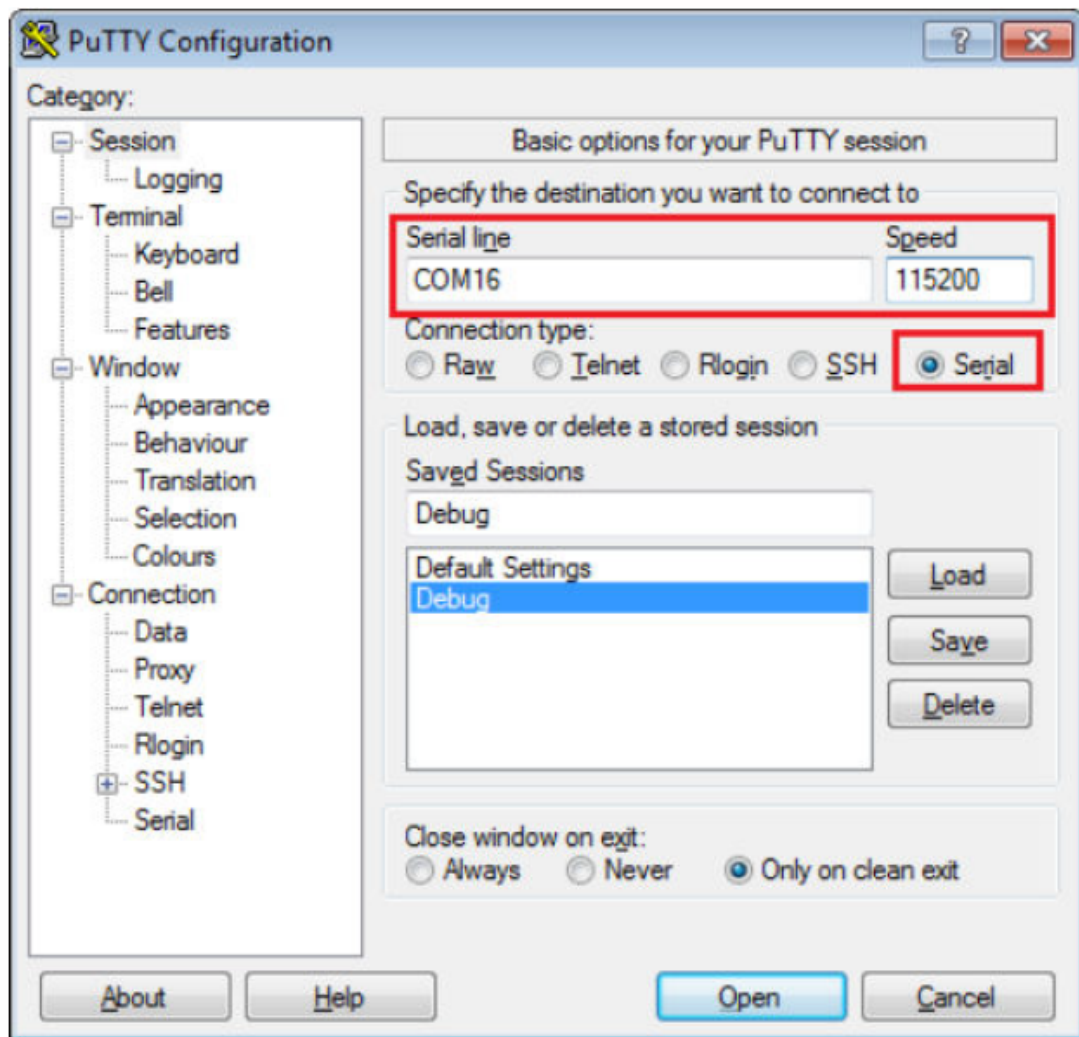 PuTTY Configuration
Category:
Session
Logging
Terminal
Keyboard
Bell
Features
Window
Appearance
Behaviour
Translation
Selection
Colours
Connection
Data
Proxy
Telnet
Rlogin
SSH
Serial
Basic options for your PuTTY session
Specify the destination you want to connect to
Serial line Speed
COM16 115200
Connection type:
Raw Telnet Rlogin SSH Serial
Load, save or delete a stored session
Saved Sessions
Debug
Default Settings
Debug
Load
Save
Delete
Close window on exit:
Always Never Only on clean exit
About Help Open Cancel